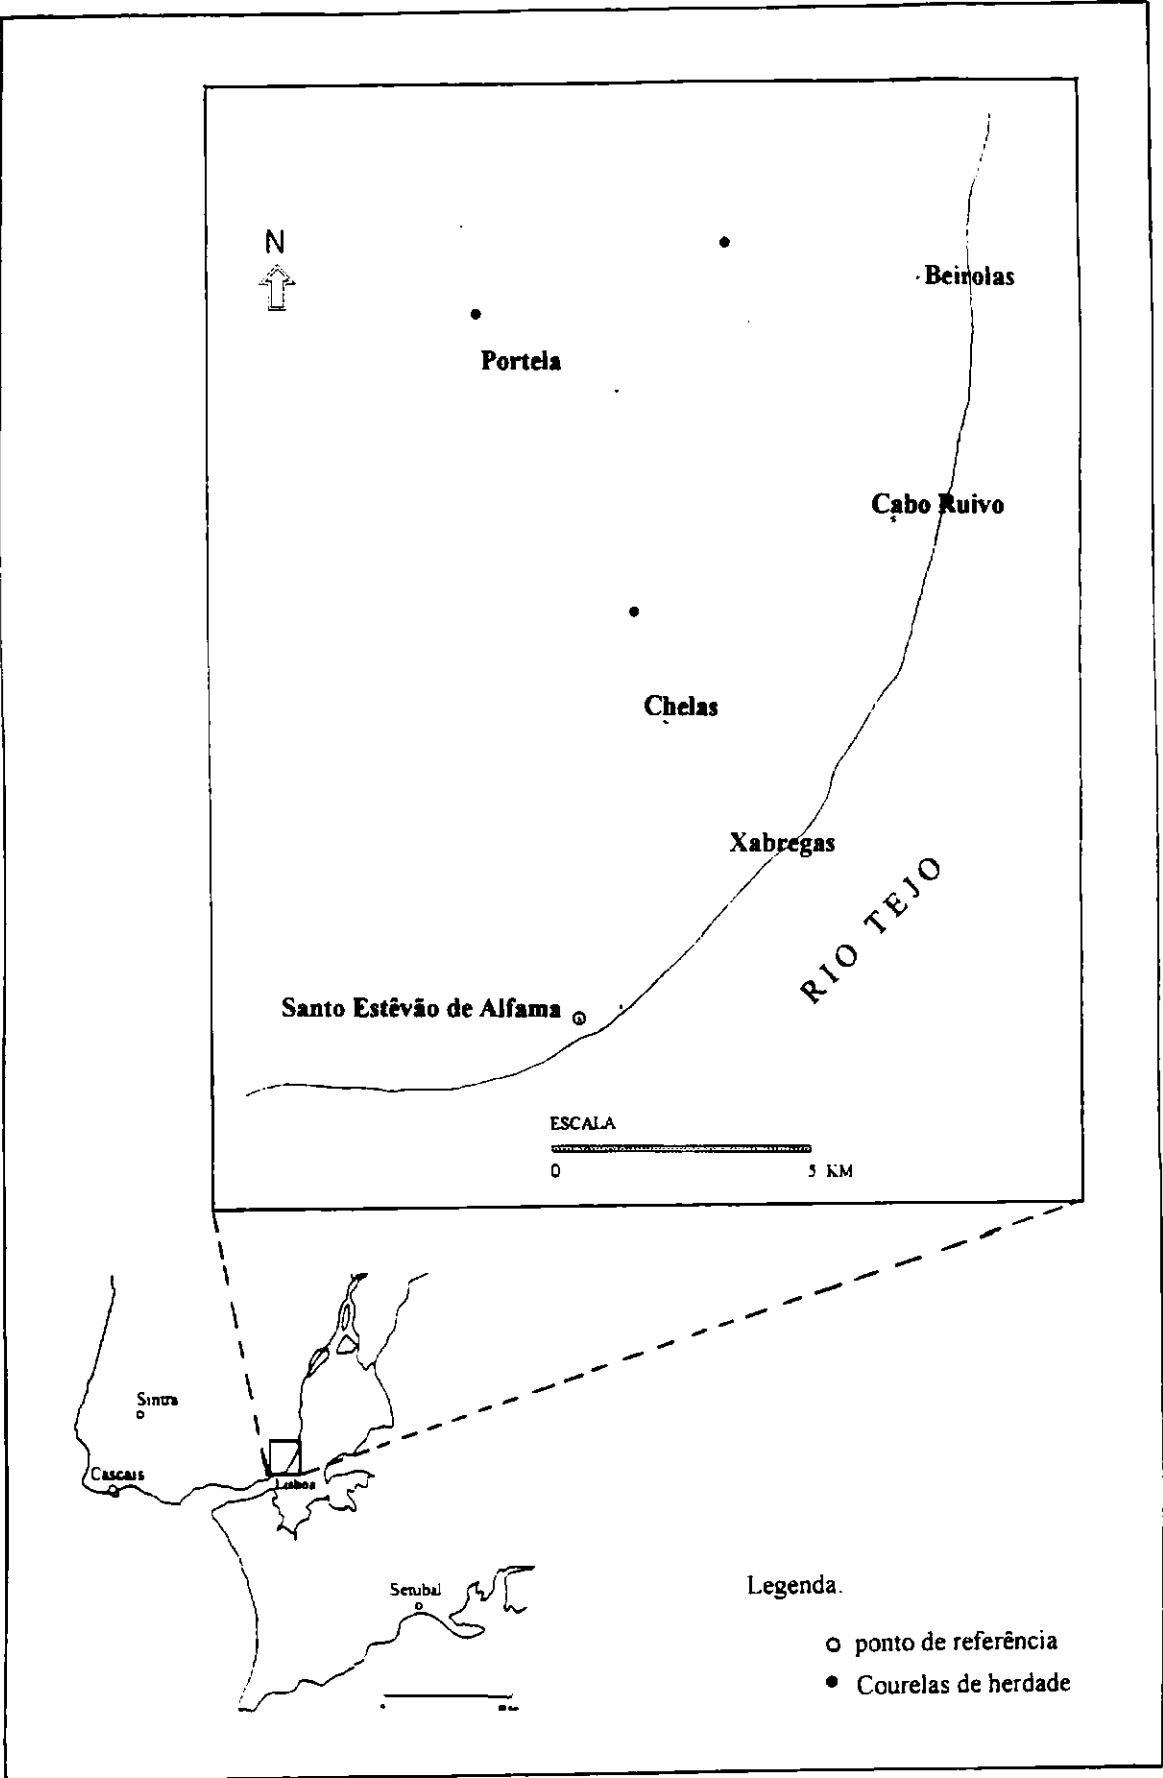 N
Beirolas
Portela
Cabo Ruivo
Chelas
Xabregas
RIO TEJO
Santo Estêvão de Alfama
ESCALA
0 5 KM
Sintra
Cascais
Lisboa
Setubal
Legenda.
ponto de referência
Courelas de herdade